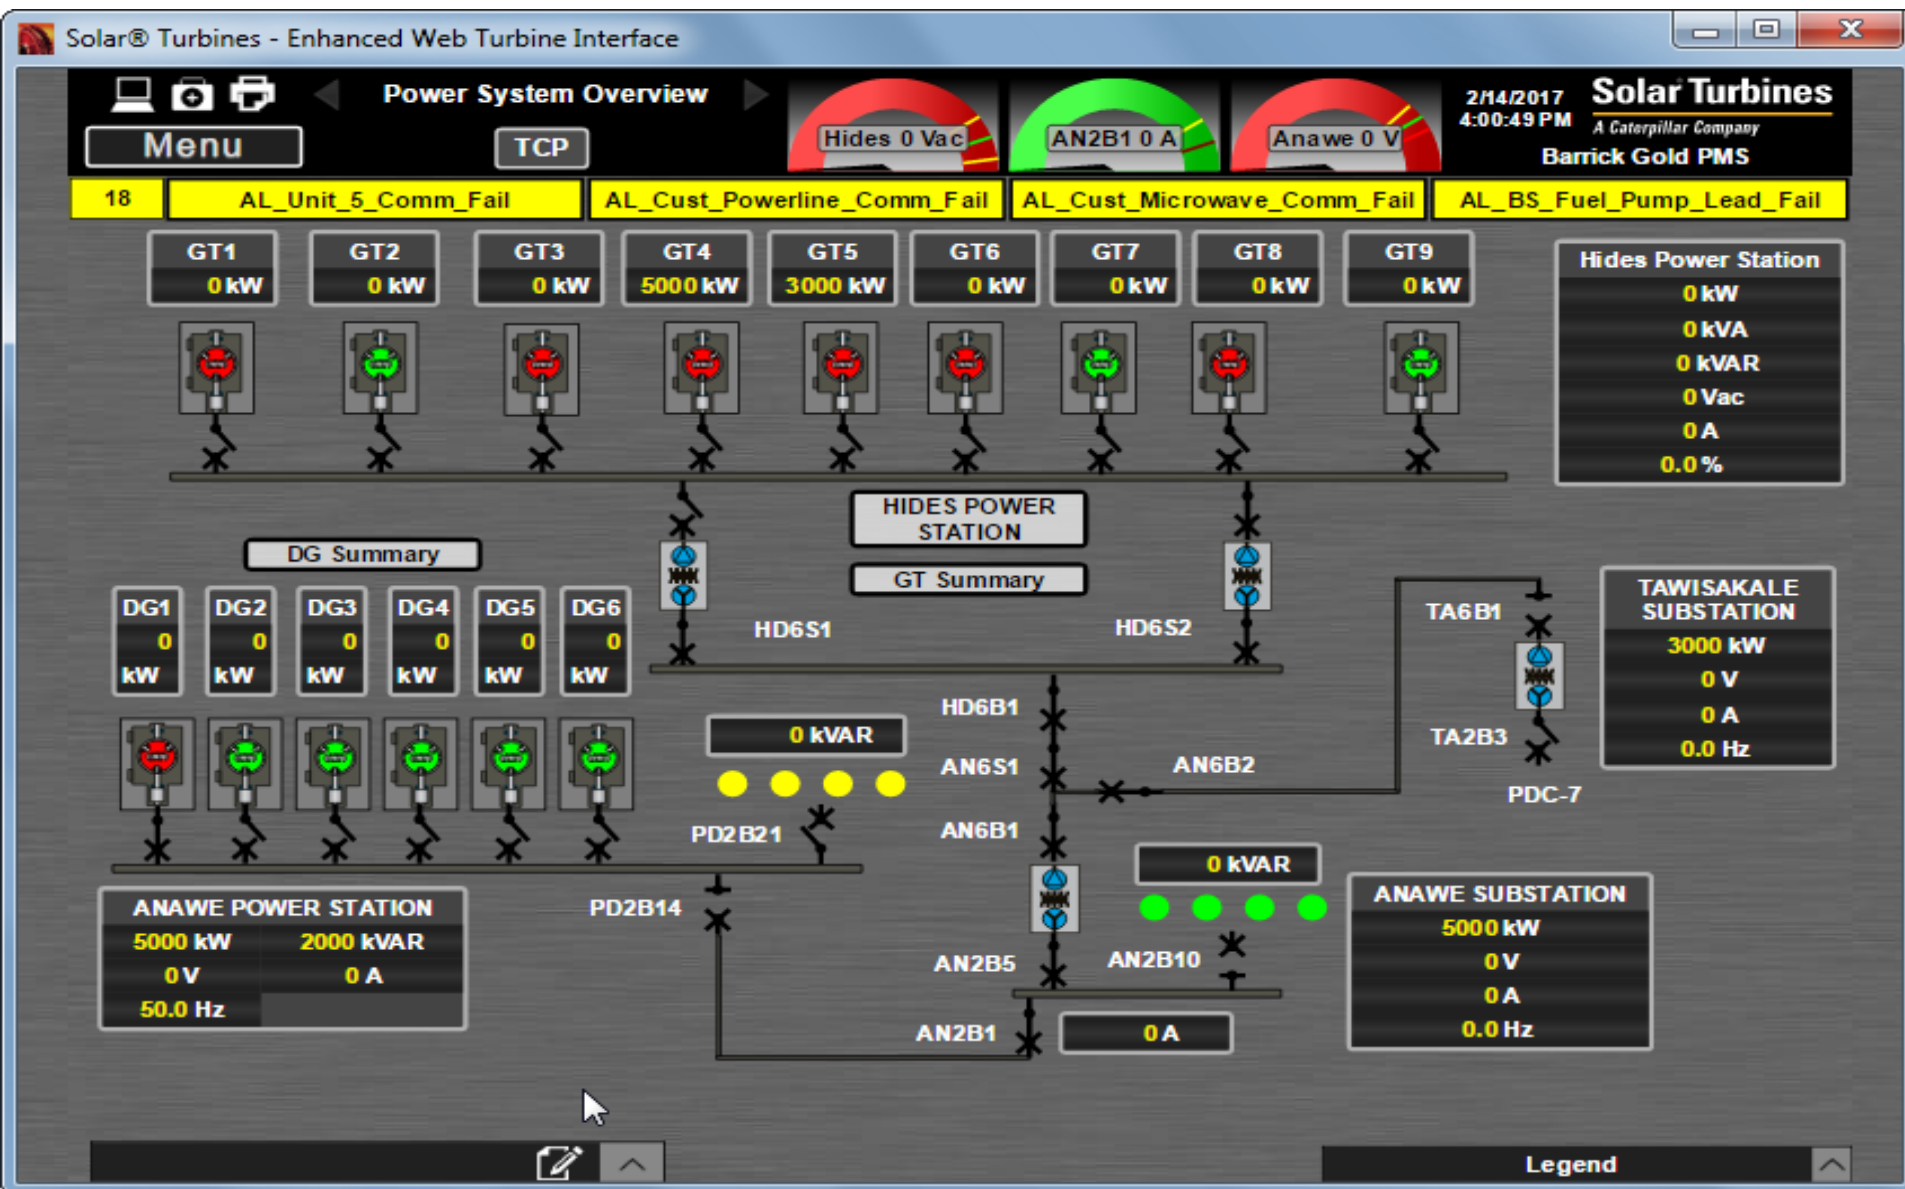 Solar® Turbines - Enhanced Web Turbine Interface
Power System Overview
Menu
TCP
Hides 0 Vac
AN2B1 0 A
Anawe 0 V
2/14/2017
4:00:49 PM
Solar Turbines
A Caterpillar Company
Barrick Gold PMS
18 AL_Unit_5_Comm_Fail AL_Cust_Powerline_Comm_Fail AL_Cust_Microwave_Comm_Fail AL_BS_Fuel_Pump_Lead_Fail
GT1 GT2 GT3 GT4 GT5 GT6 GT7 GT8 GT9
0 kW 0 kW 0 kW 5000 kW 3000 kW 0 kW 0 kW 0 kW 0 kW
Hides Power Station
0 kW
0 kVA
0 kVAR
0 Vac
0 A
0.0 %
HIDES POWER
STATION
GT Summary
DG Summary
DG1 DG2 DG3 DG4 DG5 DG6
0 0 0 0 0 0
kW kW kW kW kW kW
HD6S1
HD6S2
TA6B1
TAWISAKALE
SUBSTATION
3000 kW
0 V
0 A
0.0 Hz
TA2B3
PDC-7
HD6B1
0 kVAR
AN6S1
AN6B2
PD2B21
AN6B1
0 kVAR
PD2B14
ANAWE POWER STATION
5000 kW 2000 kVAR
0 V 0 A
50.0 Hz
AN2B5
AN2B10
ANAWE SUBSTATION
5000 kW
0 V
0 A
0.0 Hz
AN2B1
0 A
Legend